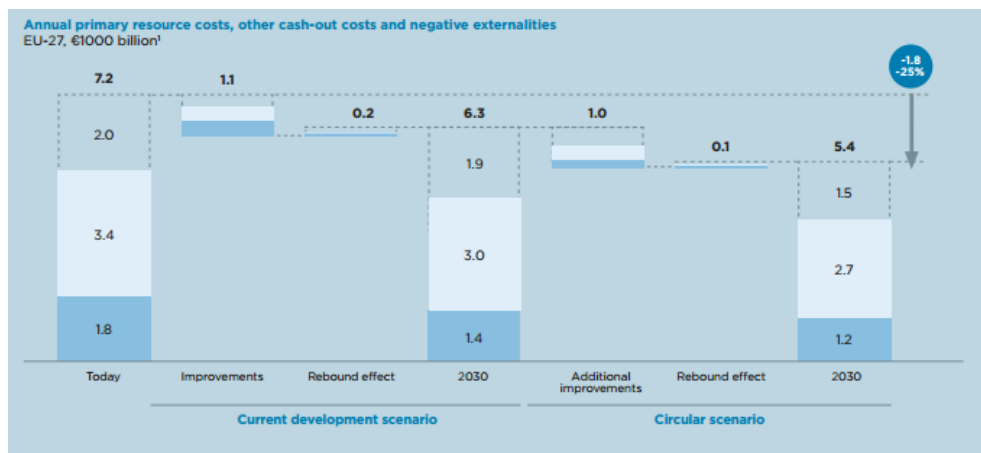 Annual primary resource costs, other cash-out costs and negative externalities
EU-27, €1000 billion¹
-1.8
-25%
7.2
1.1
0.2
6.3
1.0
0.1
5.4
2.0
1.9
1.5
3.4
3.0
2.7
1.8
1.4
1.2
Today
Improvements
Rebound effect
2030
Additional
improvements
Rebound effect
2030
Current development scenario
Circular scenario